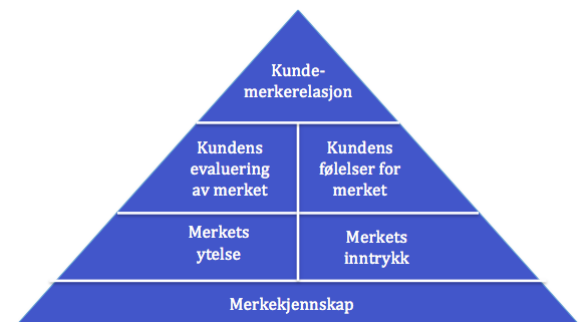 Kunde-
merkerelasjon
Kundens
evaluering
av merket
Kundens
følelser for
merket
Merkets
ytelse
Merkets
inntrykk
Merkekjennskap